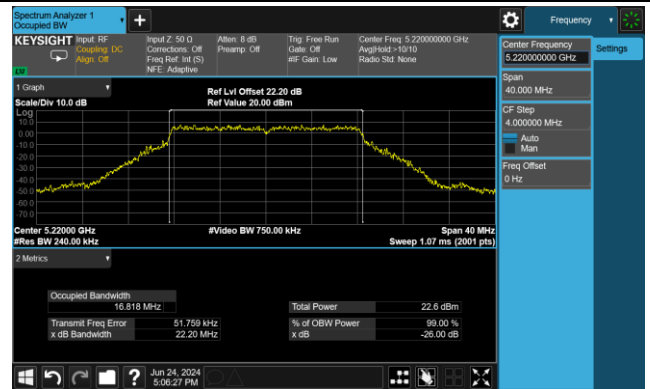 Spectrum Analyzer 1
Occupied BW
Frequency
KEYSIGHT
Input: RF
Coupling: DC
Align: Off
Input Z: 50 Ω
Corrections: Off
Freq Ref: Int (S)
NFE: Adaptive
Atten: 8 dB
Preamp: Off
Trig: Free Run
Gate: Off
#IF Gain: Low
Center Freq: 5.220000000 GHz
Avg|Hold:>10/10
Radio Std: None
LW
Center Frequency
5.220000000 GHz
Settings
Span
40.000 MHz
CF Step
4.000000 MHz
Auto
Man
Freq Offset
0 Hz
1 Graph
Scale/Div 10.0 dB
Ref Lvl Offset 22.20 dB
Ref Value 20.00 dBm
Log
10.0
0.00
-10.0
-20.0
-30.0
-40.0
-50.0
-60.0
-70.0
Center 5.22000 GHz
#Res BW 240.00 kHz
#Video BW 750.00 kHz
Span 40 MHz
Sweep 1.07 ms (2001 pts)
2 Metrics
Occupied Bandwidth
16.818 MHz
Transmit Freq Error 51.759 kHz
x dB Bandwidth 22.20 MHz
Total Power 22.6 dBm
% of OBW Power 99.00 %
x dB -26.00 dB
?
Jun 24, 2024
5:06:27 PM